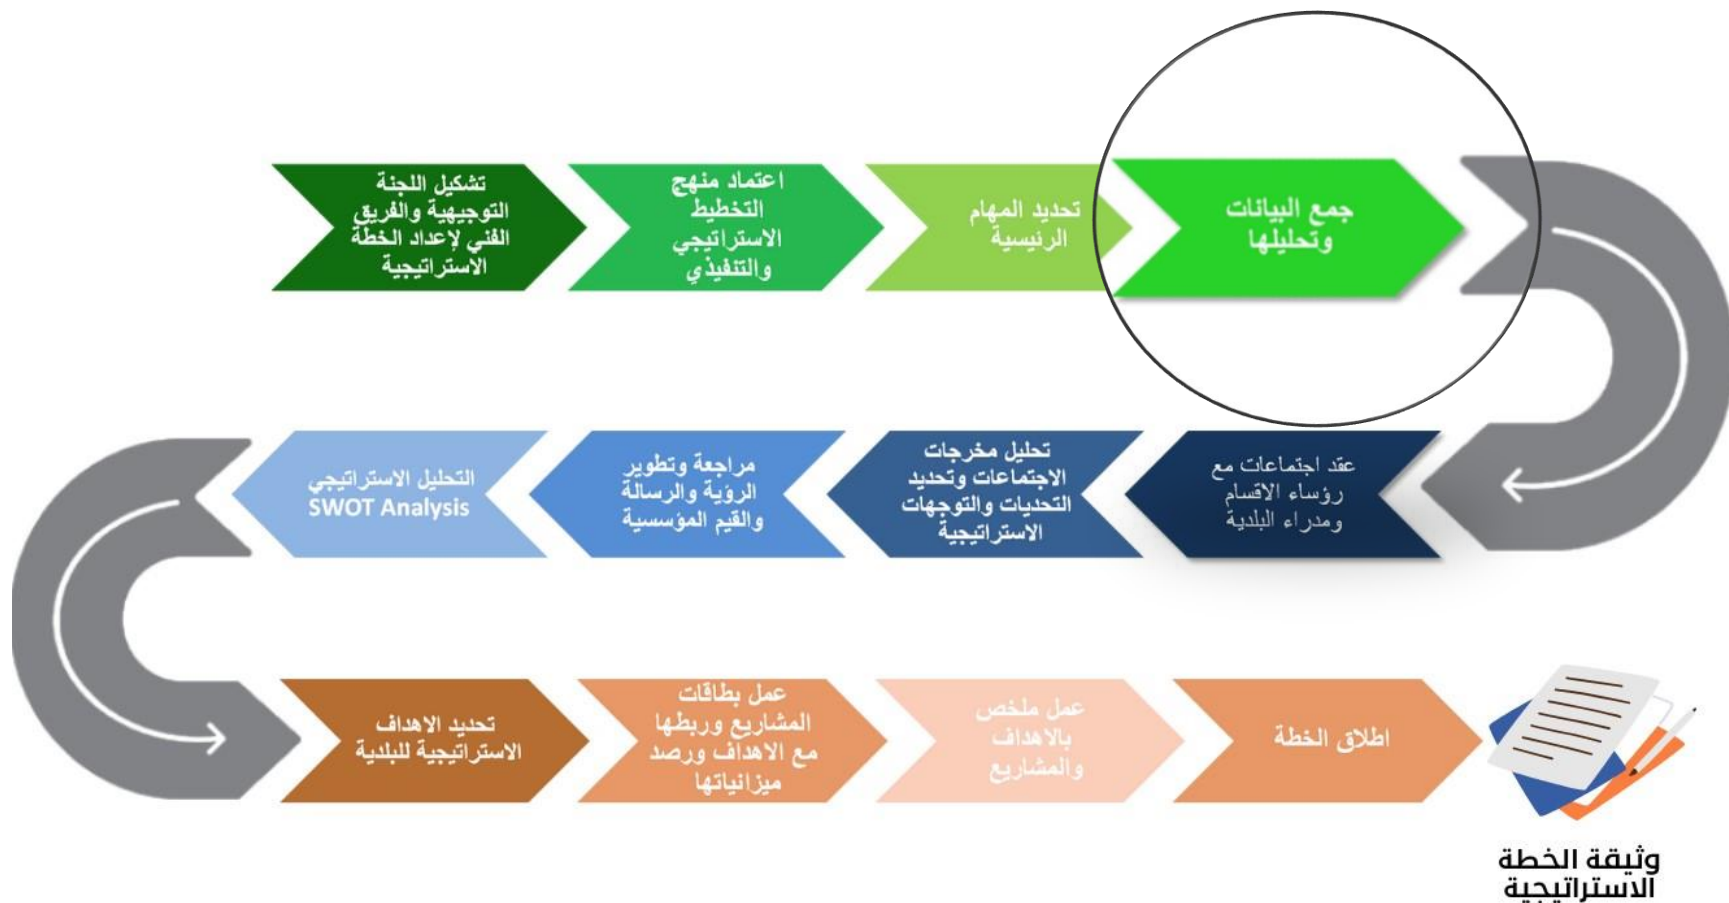 تشكيل اللجنة
التوجيهية والفريق
الفني لإعداد الخطة
الاستراتيجية
اعتماد منهج
التخطيط
الاستراتيجي
والتنفيذي
تحديد المهام
الرئيسية
جمع البيانات
وتحليلها
عقد اجتماعات مع
رؤساء الاقسام
ومدراء البلدية
تحليل مخرجات
الاجتماعات وتحديد
التحديات والتوجهات
الاستراتيجية
مراجعة وتطوير
الرؤية والرسالة
والقيم المؤسسية
التحليل الاستراتيجي
SWOT Analysis
تحديد الاهداف
الاستراتيجية للبلدية
عمل بطاقات
المشاريع وربطها
مع الاهداف ورصد
ميزانياتها
عمل ملخص
بالاهداف
والمشاريع
اطلاق الخطة
وثيقة الخطة
الاستراتيجية